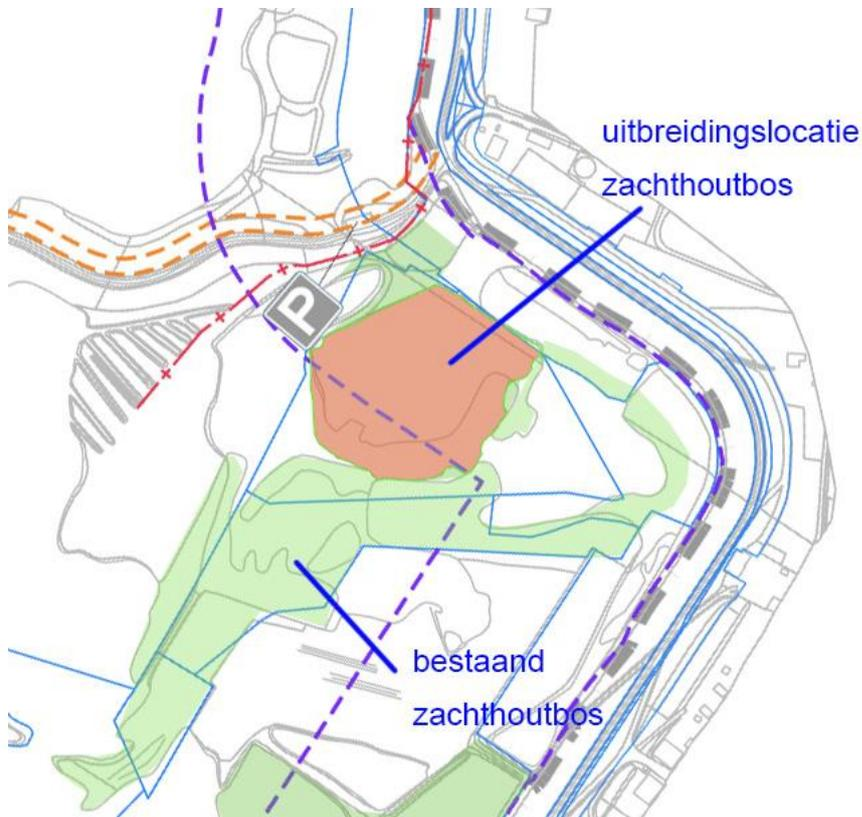 uitbreidingslocatie
zachthoutbos
P
bestaand
zachthoutbos